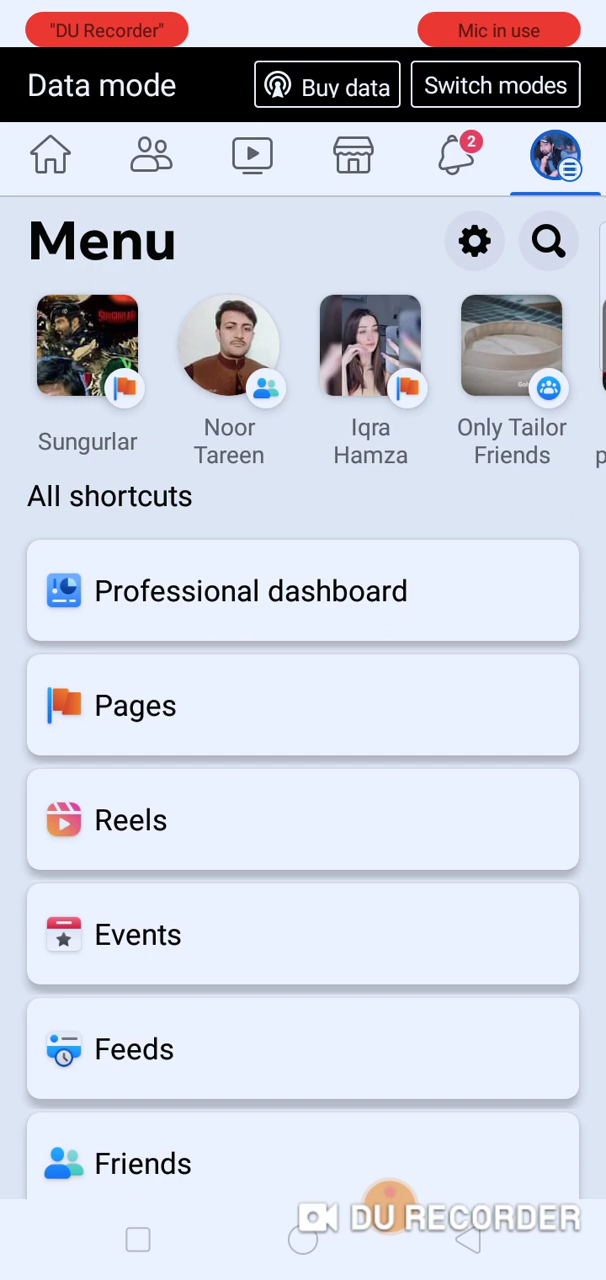 "DU Recorder"
Mic in use
Data mode
Buy data
Switch modes
2
Menu
SUNGURLAR
Sungurlar
Noor
Tareen
Iqra
Hamza
Only Tailor
Friends
p
All shortcuts
Professional dashboard
Pages
Reels
Events
Feeds
Friends
DU RECORDER